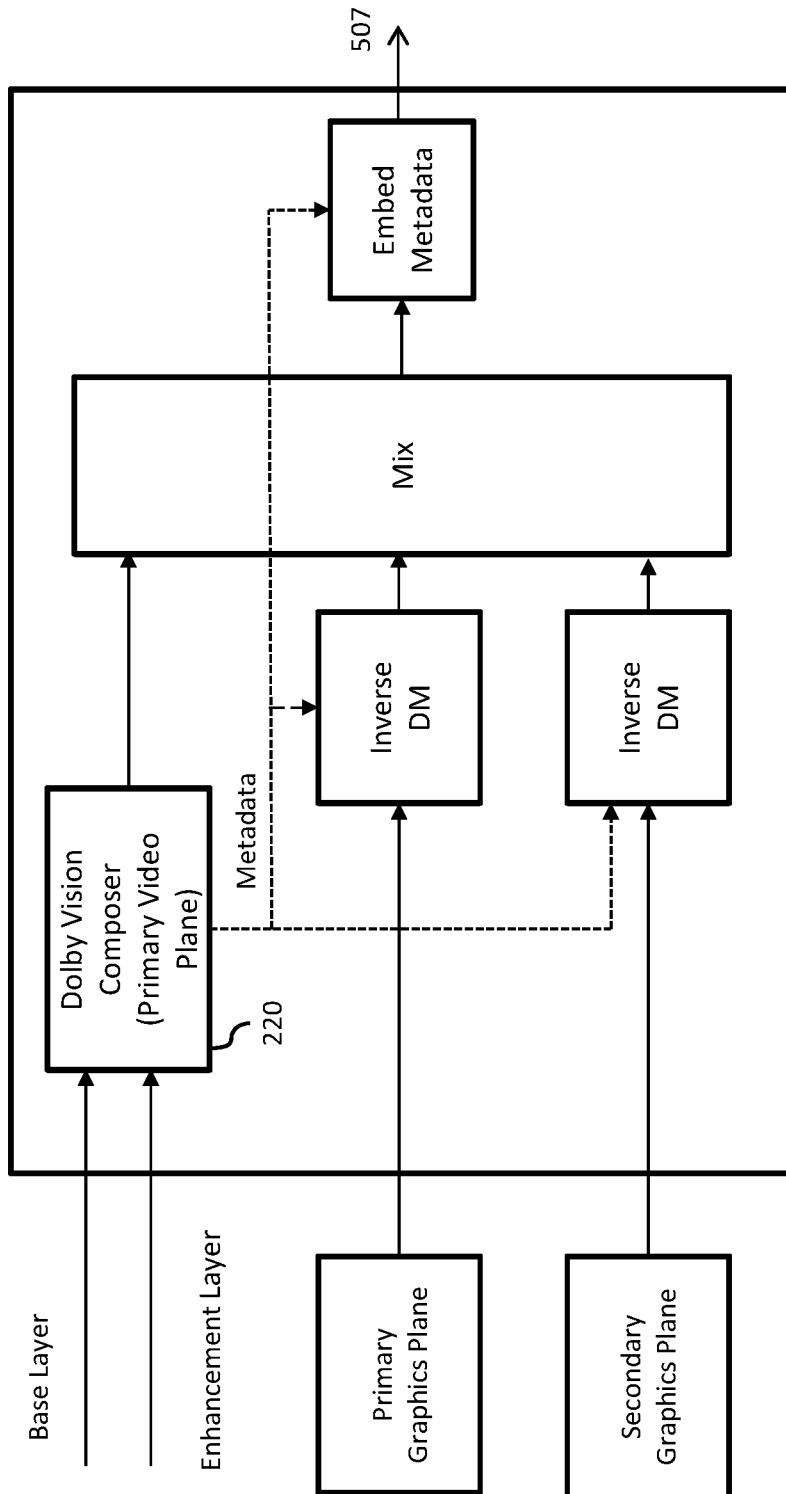 Base Layer
Enhancement Layer
Dolby Vision
Composer
(Primary Video
Plane)
220
Metadata
Primary
Graphics Plane
Inverse
DM
Secondary
Graphics Plane
Inverse
DM
Mix
Embed
Metadata
507